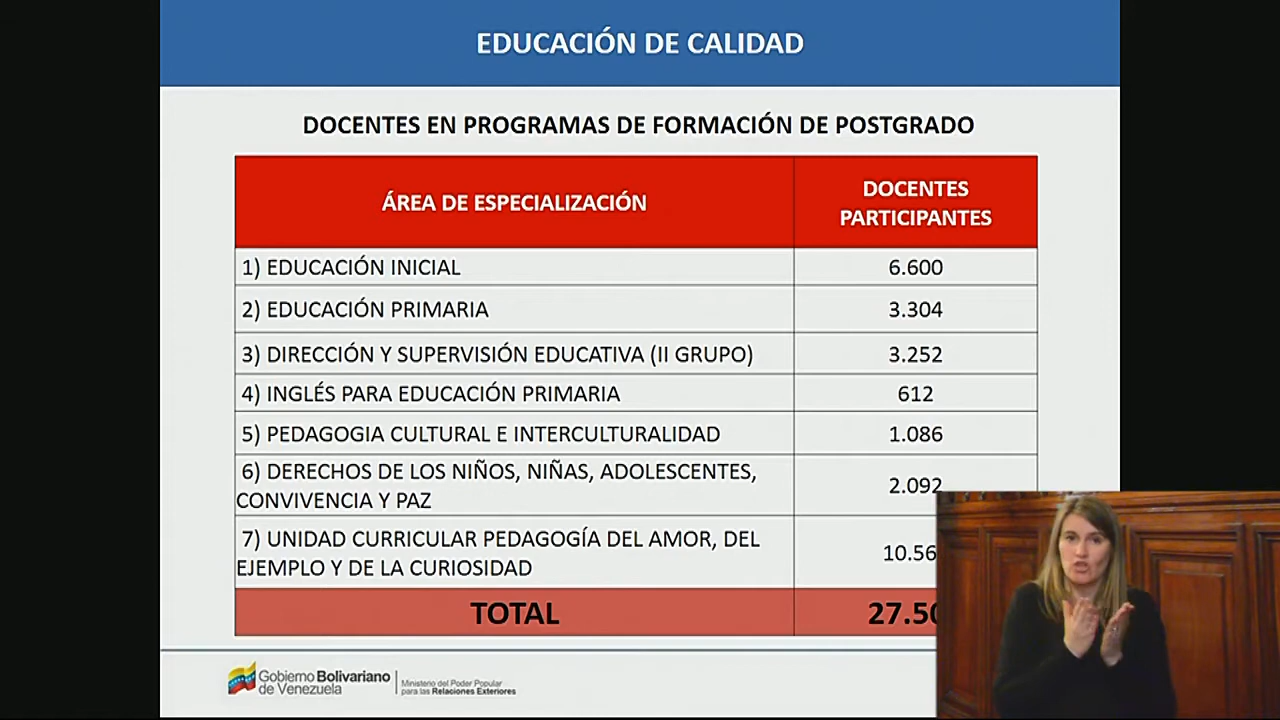 EDUCACIÓN DE CALIDAD
DOCENTES EN PROGRAMAS DE FORMACIÓN DE POSTGRADO
ÁREA DE ESPECIALIZACIÓN
DOCENTES
PARTICIPANTES
1) EDUCACIÓN INICIAL 6.600
2) EDUCACIÓN PRIMARIA 3.304
3) DIRECCIÓN Y SUPERVISIÓN EDUCATIVA (II GRUPO) 3.252
4) INGLÉS PARA EDUCACIÓN PRIMARIA 612
5) PEDAGOGIA CULTURAL E INTERCULTURALIDAD 1.086
6) DERECHOS DE LOS NIÑOS, NIÑAS, ADOLESCENTES,
CONVIVENCIA Y PAZ 2.092
7) UNIDAD CURRICULAR PEDAGOGÍA DEL AMOR, DEL
EJEMPLO Y DE LA CURIOSIDAD
TOTAL
Gobierno Bolivariano
de Venezuela
Ministerio del Poder Popular
para las Relaciones Exteriores